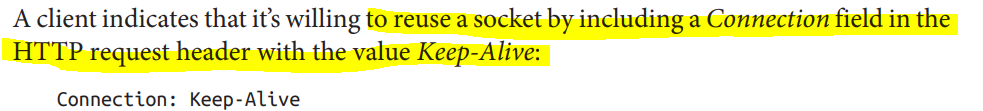 A client indicates that it’s willing to reuse a socket by including a Connection field in the
HTTP request header with the value Keep-Alive:
Connection: Keep-Alive